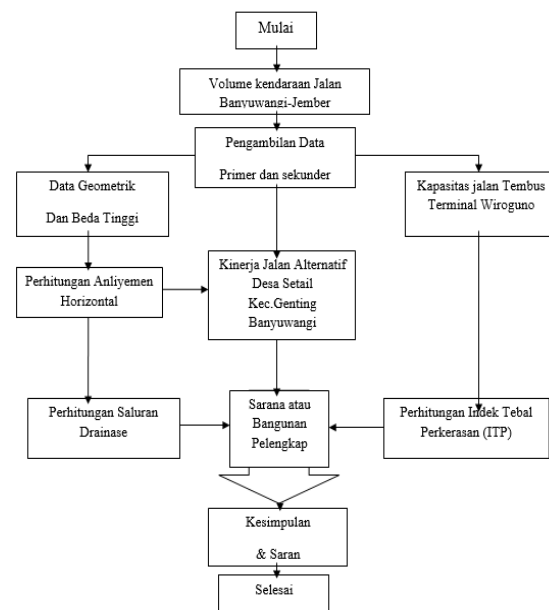 Mulai
Volume kendaraan Jalan
Banyuwangi-Jember
Pengambilan Data
Primer dan sekunder
Data Geometrik
Dan Beda Tinggi
Kapasitas jalan Tembus
Terminal Wiroguno
Perhitungan Anliyemen
Horizontal
Kinerja Jalan Alternatif
Desa Setail
Kec.Genting
Banyuwangi
Perhitungan Saluran
Drainase
Sarana atau
Bangunan
Pelengkap
Perhitungan Indek Tebal
Perkerasan (ITP)
Kesimpulan
& Saran
Selesai